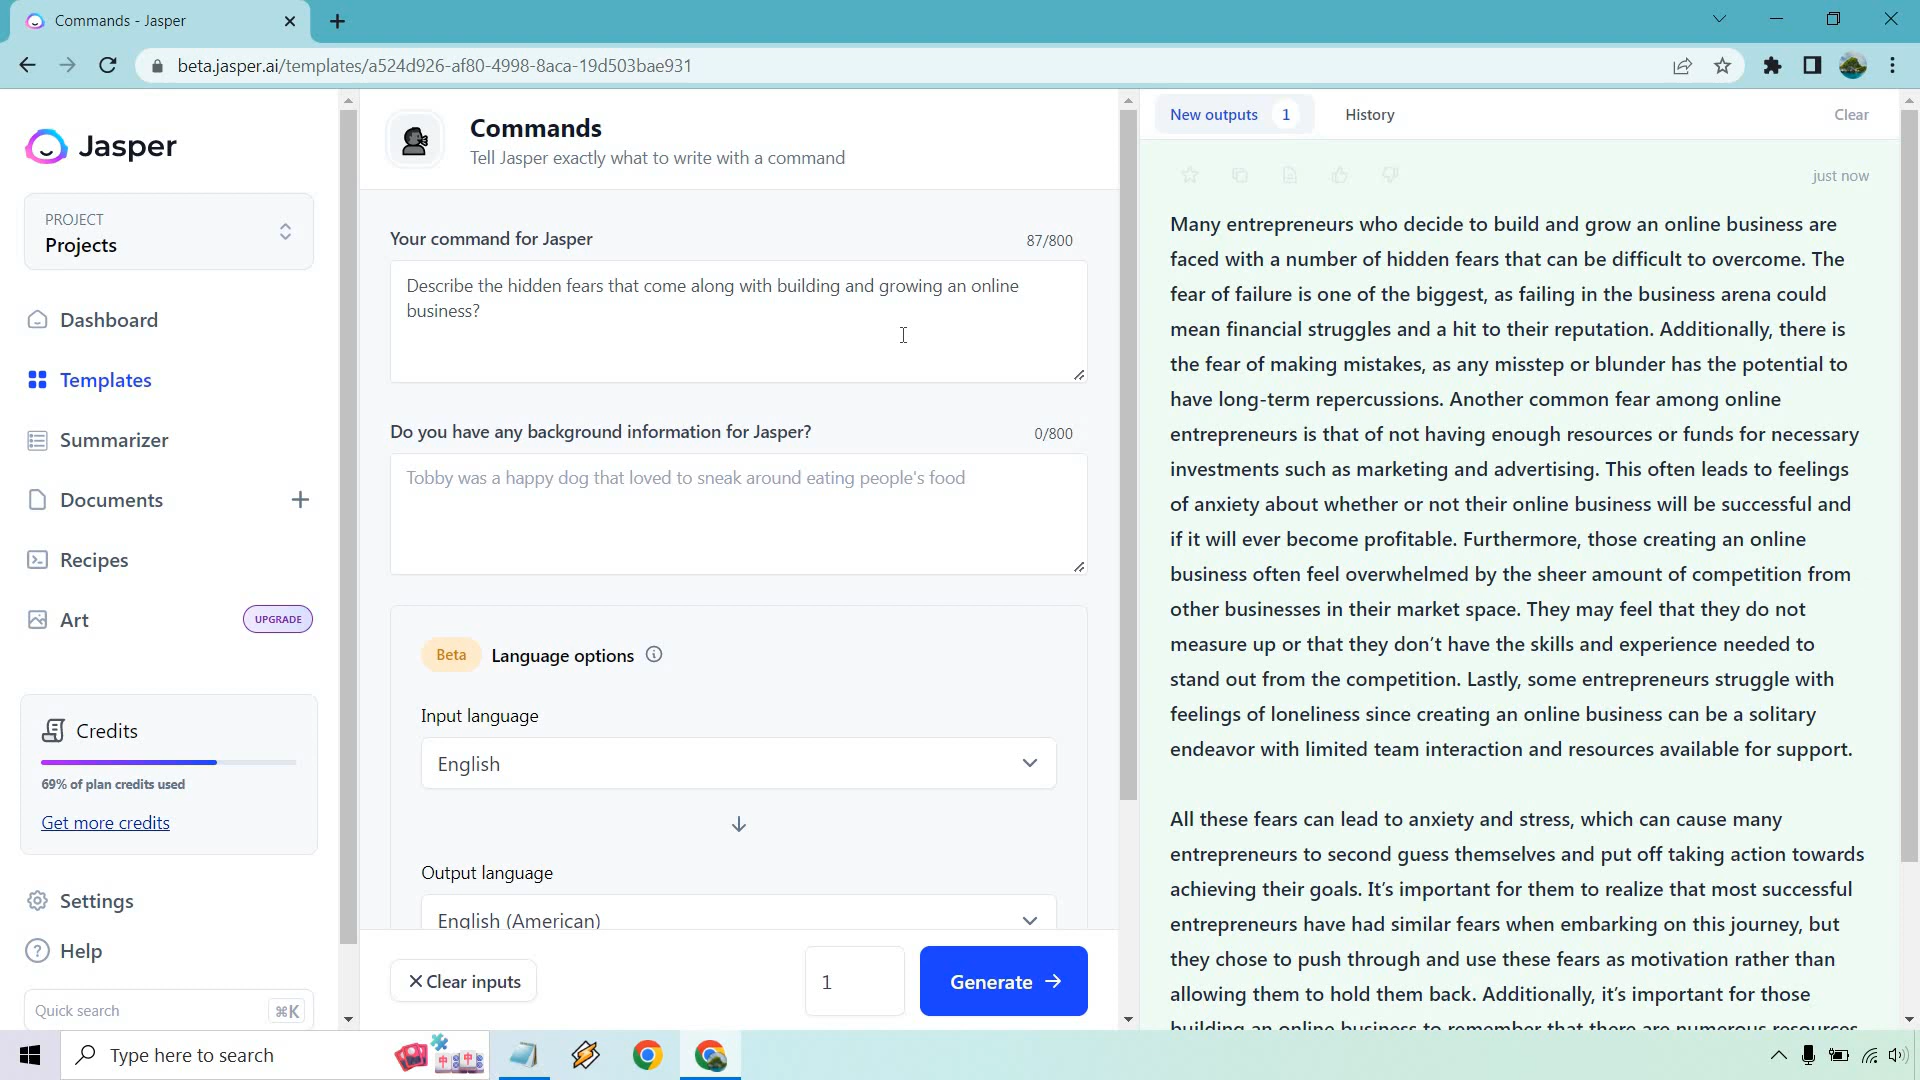 Commands - Jasper
beta.jasper.ai/templates/a524d926-af80-4998-8aca-19d503bae931
Jasper
PROJECT
Projects
Dashboard
Templates
Summarizer
Documents
Recipes
Art
UPGRADE
Credits
69% of plan credits used
Get more credits
Settings
Help
Quick search
⌘K
Commands
Tell Jasper exactly what to write with a command
Your command for Jasper
87/800
Describe the hidden fears that come along with building and growing an online
business?
Do you have any background information for Jasper?
0/800
Tobby was a happy dog that loved to sneak around eating people's food
Beta
Language options
Input language
English
Output language
English (American)
Clear inputs
1
Generate
New outputs 1
History
Clear
just now
Many entrepreneurs who decide to build and grow an online business are
faced with a number of hidden fears that can be difficult to overcome. The
fear of failure is one of the biggest, as failing in the business arena could
mean financial struggles and a hit to their reputation. Additionally, there is
the fear of making mistakes, as any misstep or blunder has the potential to
have long-term repercussions. Another common fear among online
entrepreneurs is that of not having enough resources or funds for necessary
investments such as marketing and advertising. This often leads to feelings
of anxiety about whether or not their online business will be successful and
if it will ever become profitable. Furthermore, those creating an online
business often feel overwhelmed by the sheer amount of competition from
other businesses in their market space. They may feel that they do not
measure up or that they don’t have the skills and experience needed to
stand out from the competition. Lastly, some entrepreneurs struggle with
feelings of loneliness since creating an online business can be a solitary
endeavor with limited team interaction and resources available for support.
All these fears can lead to anxiety and stress, which can cause many
entrepreneurs to second guess themselves and put off taking action towards
achieving their goals. It’s important for them to realize that most successful
entrepreneurs have had similar fears when embarking on this journey, but
they chose to push through and use these fears as motivation rather than
allowing them to hold them back. Additionally, it’s important for those
building an online business to remember that there are numerous resources
Type here to search